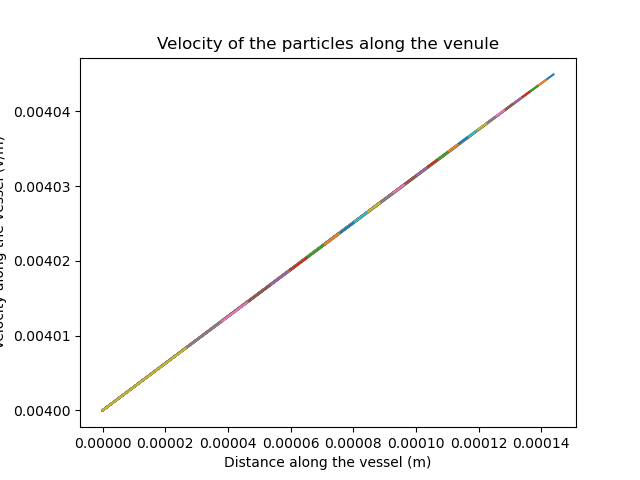 Velocity of the particles along the venule
Velocity along the vessel (v/m)
0.00404
0.00403
0.00402
0.00401
0.00400
0.00000 0.00002 0.00004 0.00006 0.00008 0.00010 0.00012 0.00014
Distance along the vessel (m)